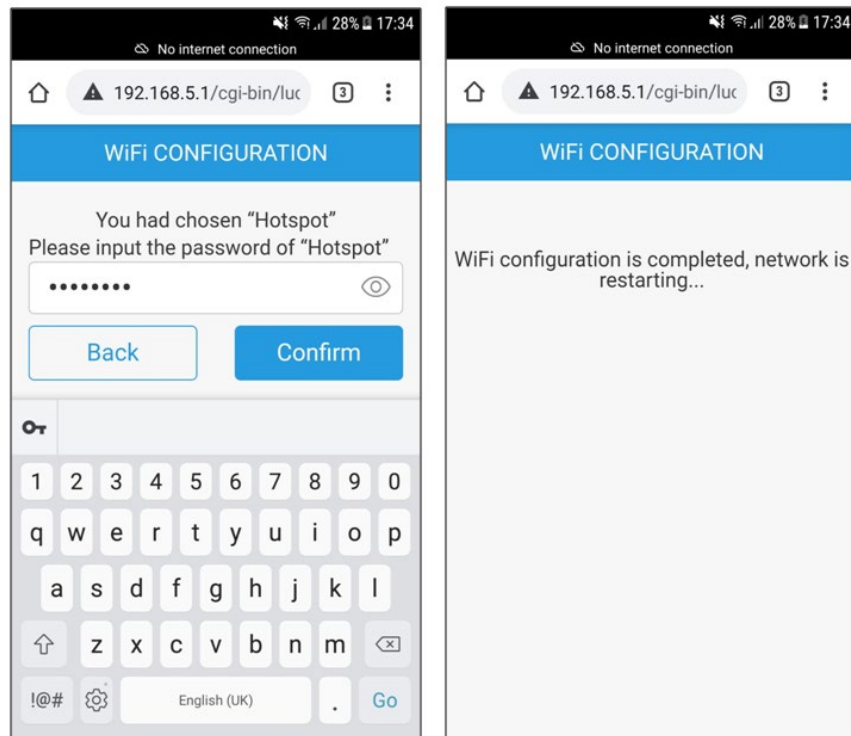 28% 17:34
No internet connection
192.168.5.1/cgi-bin/luc 3
WiFi CONFIGURATION
You had chosen “Hotspot”
Please input the password of “Hotspot”
••••••••
Back Confirm
1 2 3 4 5 6 7 8 9 0
q w e r t y u i o p
a s d f g h j k l
z x c v b n m
!@# English (UK) . Go
28% 17:34
No internet connection
192.168.5.1/cgi-bin/luc 3
WiFi CONFIGURATION
WiFi configuration is completed, network is
restarting...